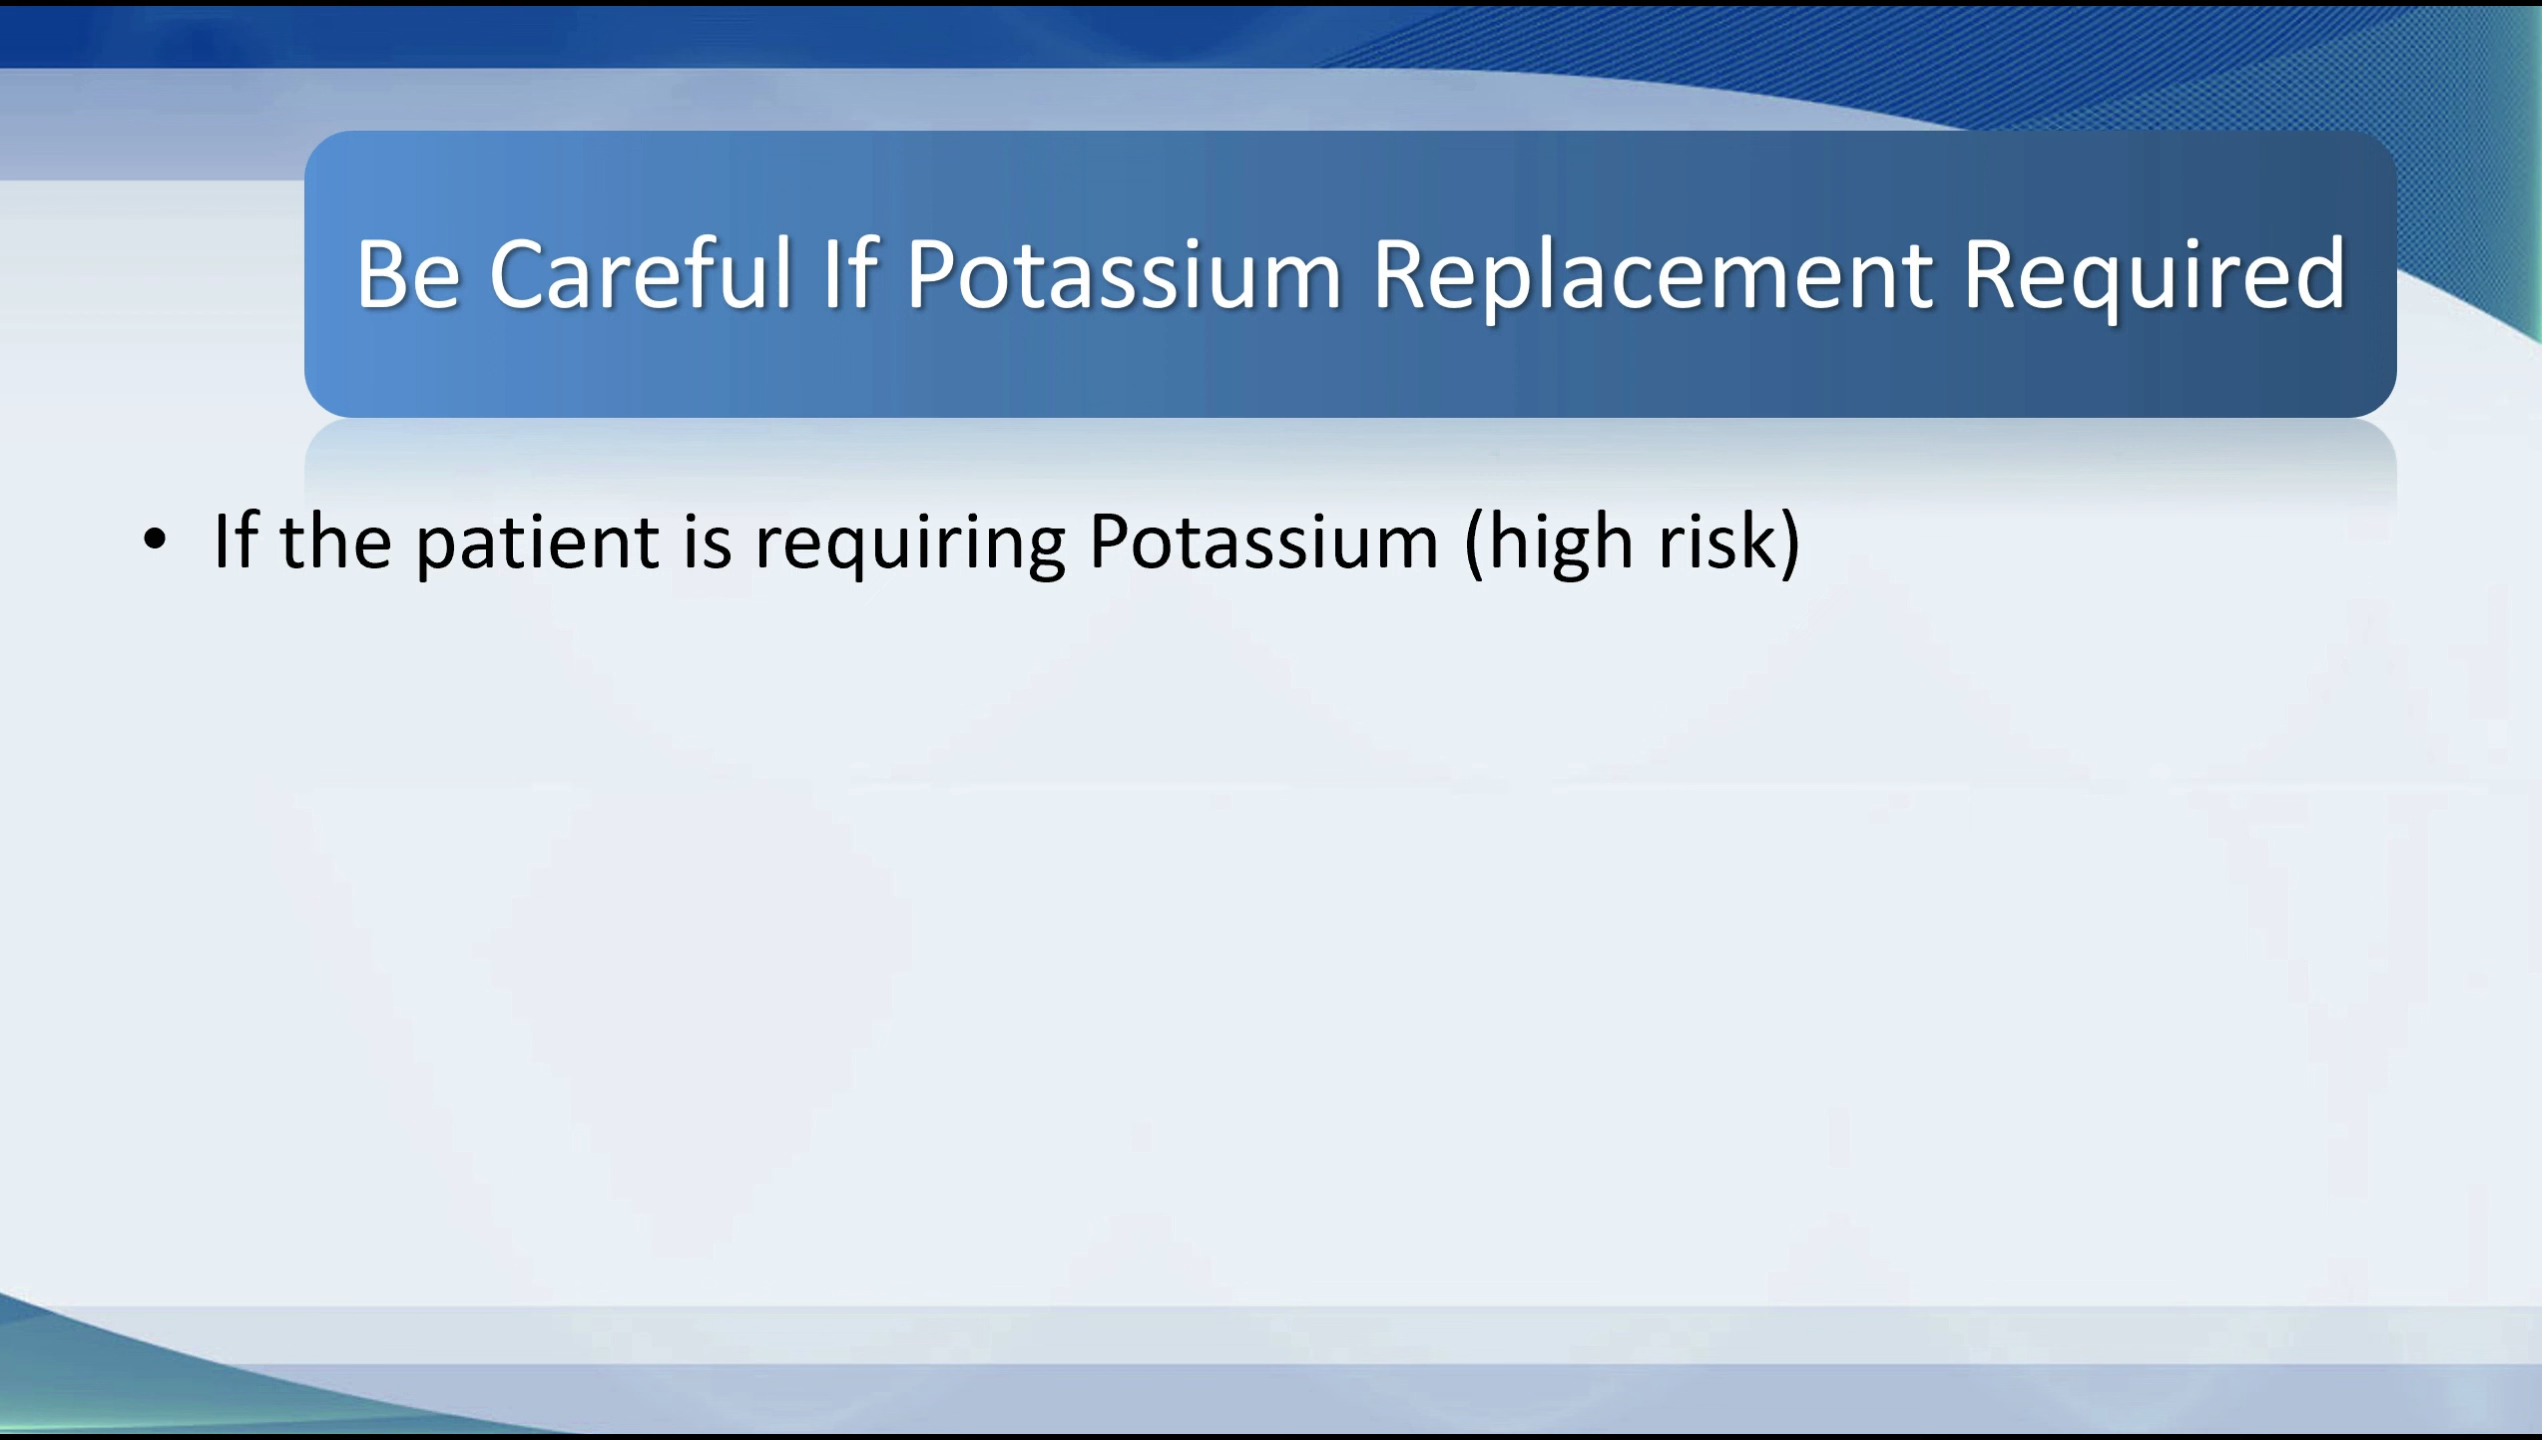 Be Careful If Potassium Replacement Required
• If the patient is requiring Potassium (high risk)